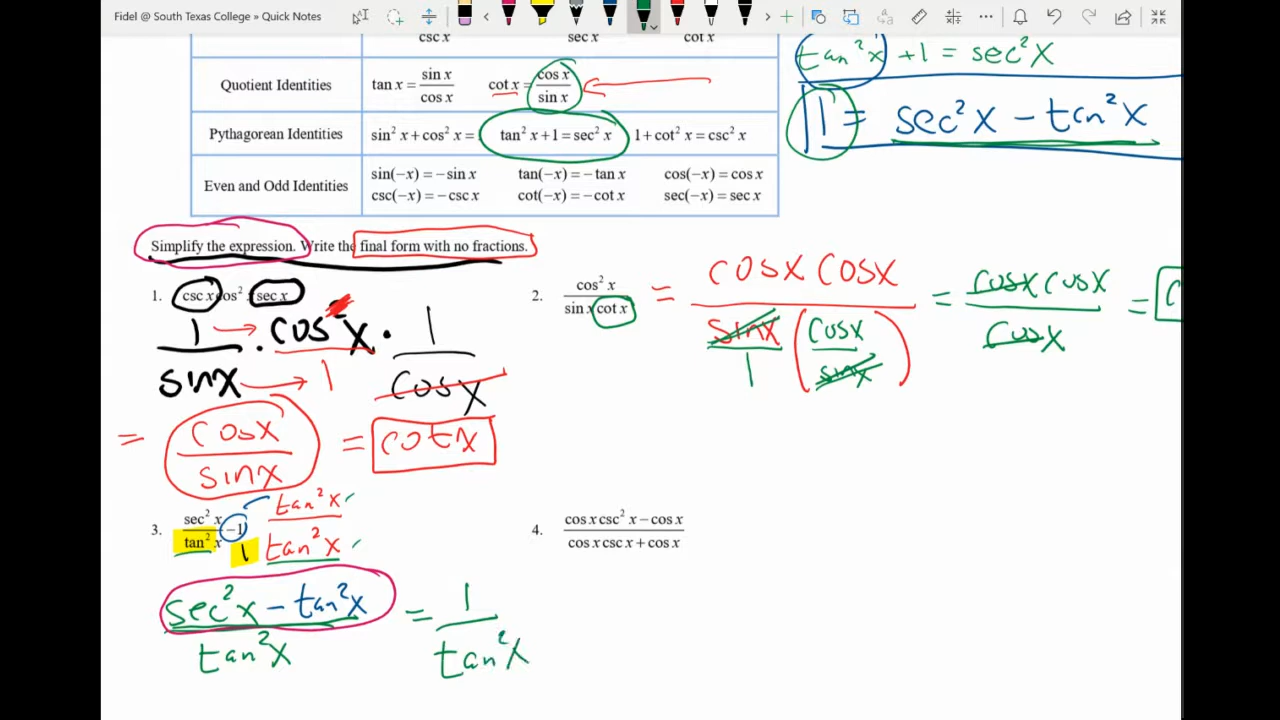 Fidel @ South Texas College » Quick Notes
csc x sec x cot x
Quotient Identities tan x = sin x / cos x cot x = cos x / sin x
Pythagorean Identities sin² x + cos² x = tan² x + 1 = sec² x 1 + cot² x = csc² x
Even and Odd Identities
sin(−x) = −sin x tan(−x) = −tan x cos(−x) = cos x
csc(−x) = −csc x cot(−x) = −cot x sec(−x) = sec x
tan²x + 1 = sec²x
1 = sec²x − tan²x
Simplify the expression. Write the final form with no fractions.
1. csc x cos² x sec x
1 / sinx · cos²x · 1 / cosx
1
= cosx / sinx = cotx
2. cos² x / sin x cot x = cosx cosx / sinx / 1 (cosx / sinx) = cosx cosx / cosx =
3. sec² x / tan² x −1 tan²x / tan²x
1
sec²x − tan²x / tan²x = 1 / tan²x
4. cos x csc² x − cos x / cos x csc x + cos x